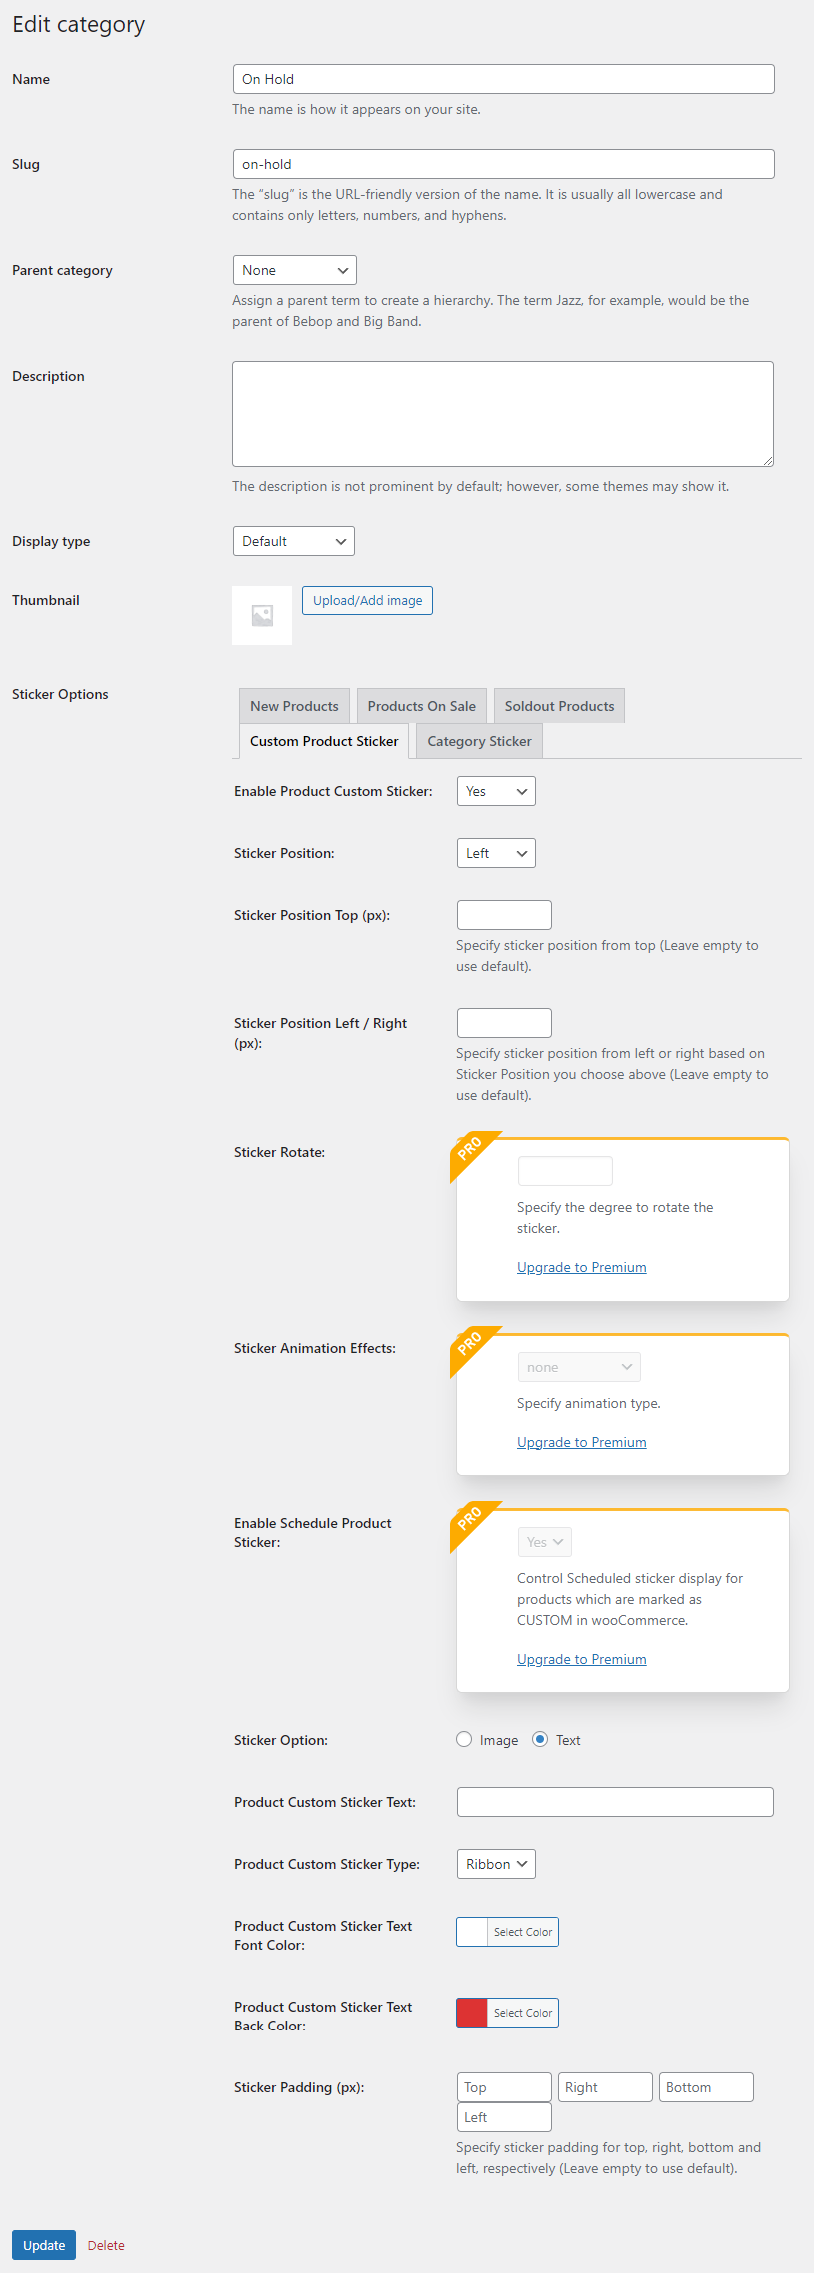 Edit category
Name
On Hold
The name is how it appears on your site.
Slug
on-hold
The “slug” is the URL-friendly version of the name. It is usually all lowercase and
contains only letters, numbers, and hyphens.
Parent category
None
Assign a parent term to create a hierarchy. The term Jazz, for example, would be the
parent of Bebop and Big Band.
Description
The description is not prominent by default; however, some themes may show it.
Display type
Default
Thumbnail
Upload/Add image
Sticker Options
New Products
Products On Sale
Soldout Products
Custom Product Sticker
Category Sticker
Enable Product Custom Sticker:
Yes
Sticker Position:
Left
Sticker Position Top (px):
Specify sticker position from top (Leave empty to
use default).
Sticker Position Left / Right
(px):
Specify sticker position from left or right based on
Sticker Position you choose above (Leave empty to
use default).
Sticker Rotate:
PRO
Specify the degree to rotate the
sticker.
Upgrade to Premium
Sticker Animation Effects:
PRO
none
Specify animation type.
Upgrade to Premium
Enable Schedule Product
Sticker:
PRO
Yes
Control Scheduled sticker display for
products which are marked as
CUSTOM in wooCommerce.
Upgrade to Premium
Sticker Option:
Image
Text
Product Custom Sticker Text:
Product Custom Sticker Type:
Ribbon
Product Custom Sticker Text
Font Color:
Select Color
Product Custom Sticker Text
Back Color:
Select Color
Sticker Padding (px):
Top
Right
Bottom
Left
Specify sticker padding for top, right, bottom and
left, respectively (Leave empty to use default).
Update
Delete